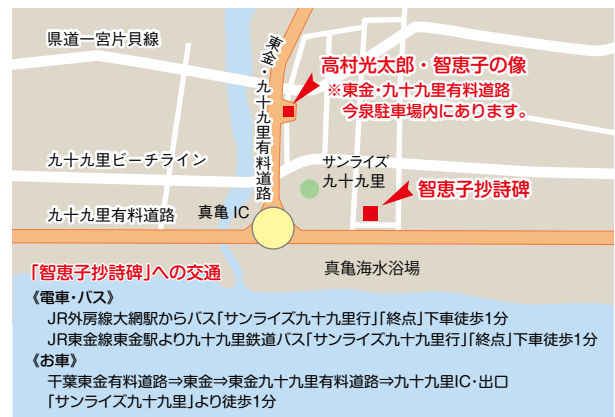 県道一宮片貝線
東金・九十九里有料道路
高村光太郎・智恵子の像
※東金・九十九里有料道路
今泉駐車場内にあります。
九十九里ビーチライン
サンライズ
九十九里
智恵子抄詩碑
九十九里有料道路
真亀 IC
真亀海水浴場
「智恵子抄詩碑」への交通
《電車・バス》
JR外房線大網駅からバス「サンライズ九十九里行」「終点」下車徒歩1分
JR東金線東金駅より九十九里鉄道バス「サンライズ九十九里行」「終点」下車徒歩1分
《お車》
千葉東金有料道路⇒東金⇒東金九十九里有料道路⇒九十九里IC・出口
「サンライズ九十九里」より徒歩1分